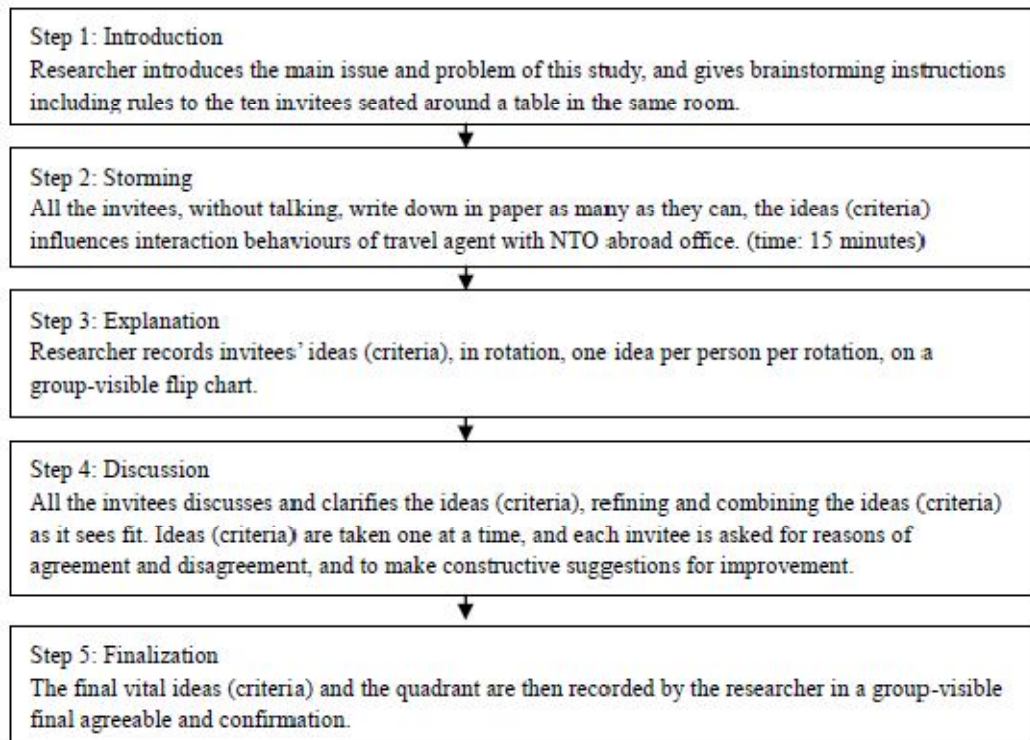 Step 1: Introduction
Researcher introduces the main issue and problem of this study, and gives brainstorming instructions
including rules to the ten invitees seated around a table in the same room.
Step 2: Storming
All the invitees, without talking, write down in paper as many as they can, the ideas (criteria)
influences interaction behaviours of travel agent with NTO abroad office. (time: 15 minutes)
Step 3: Explanation
Researcher records invitees' ideas (criteria), in rotation, one idea per person per rotation, on a
group-visible flip chart.
Step 4: Discussion
All the invitees discusses and clarifies the ideas (criteria), refining and combining the ideas (criteria)
as it sees fit. Ideas (criteria) are taken one at a time, and each invitee is asked for reasons of
agreement and disagreement, and to make constructive suggestions for improvement.
Step 5: Finalization
The final vital ideas (criteria) and the quadrant are then recorded by the researcher in a group-visible
final agreeable and confirmation.